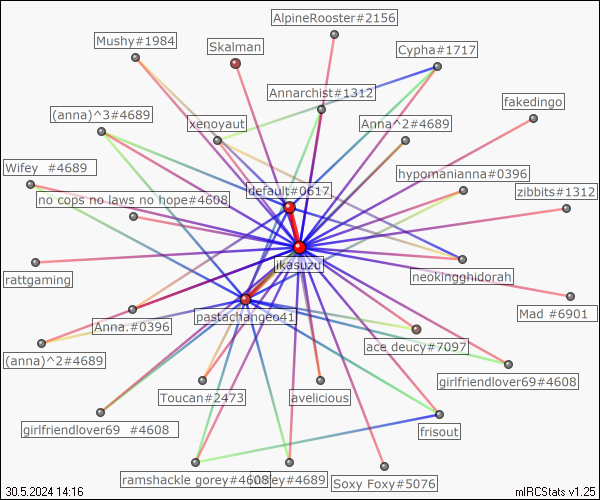 AlpineRooster#2156
Mushy#1984
Skalman
Cypha#1717
Annarchist#1312
fakedingo
(anna)^3#4689
xenoyaut
Anna^2#4689
Wifey  #4689
hypomanianna#0396
default#0617
zibbits#1312
no cops no laws no hope#4608
ikasuzu
rattgaming
neokingghidorah
Mad #6901
pastachangeo41
Anna.#0396
ace deucy#7097
(anna)^2#4689
girlfriendlover69#4608
Toucan#2473
avelicious
girlfriendlover69  #4608
frisout
ramshackle gorey#4608
#4689
Soxy Foxy#5076
30.5.2024 14:16
mIRCStats v1.25